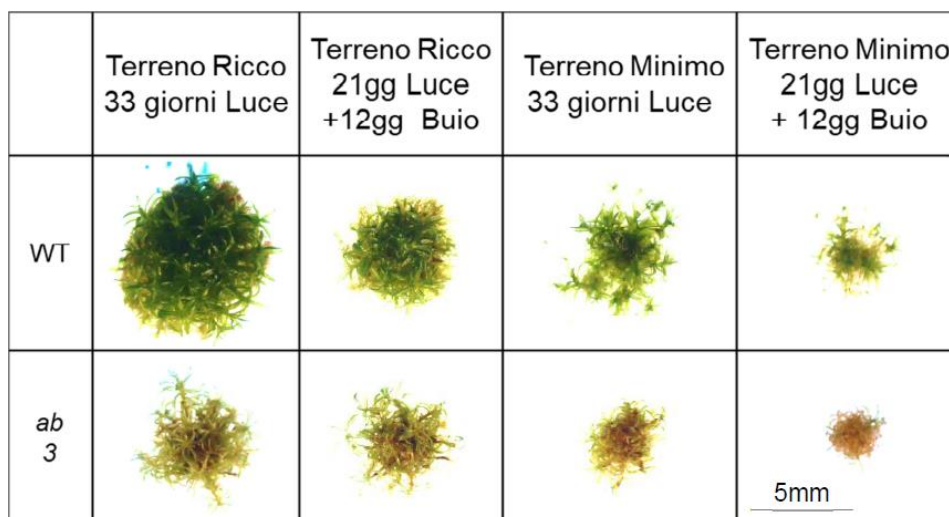 Terreno Ricco
33 giorni Luce
Terreno Ricco
21gg Luce
+12gg Buio
Terreno Minimo
33 giorni Luce
Terreno Minimo
21gg Luce
+ 12gg Buio
WT
ab
3
5mm